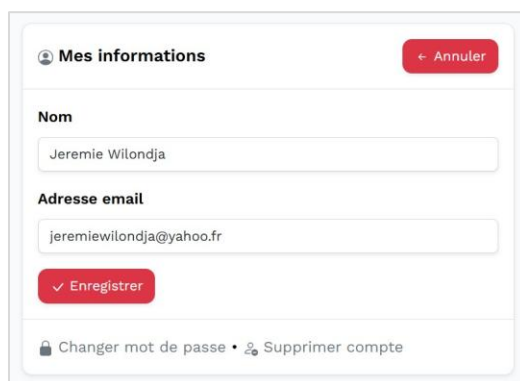 Mes informations
← Annuler
Nom
Jeremie Wilondja
Adresse email
jeremiewilondja@yahoo.fr
✓ Enregistrer
Changer mot de passe • Supprimer compte